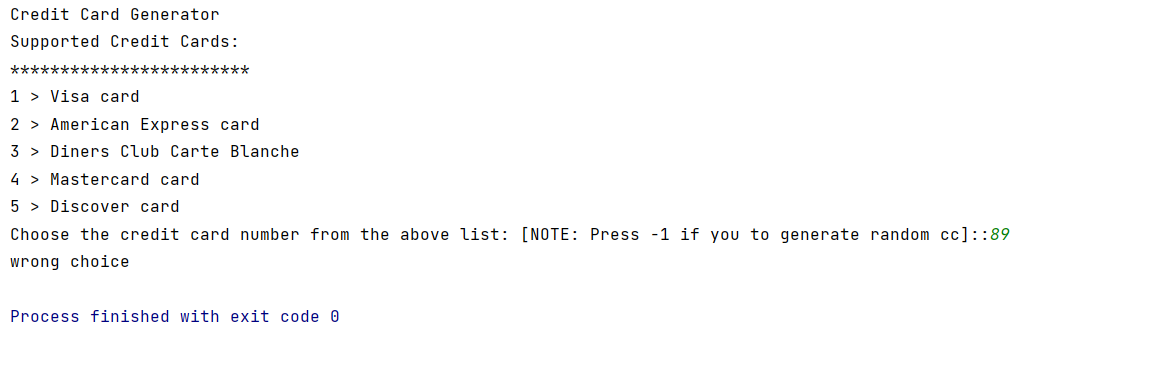 Credit Card Generator
Supported Credit Cards:
************************
1 > Visa card
2 > American Express card
3 > Diners Club Carte Blanche
4 > Mastercard card
5 > Discover card
Choose the credit card number from the above list: [NOTE: Press -1 if you to generate random cc]::89
wrong choice
Process finished with exit code 0